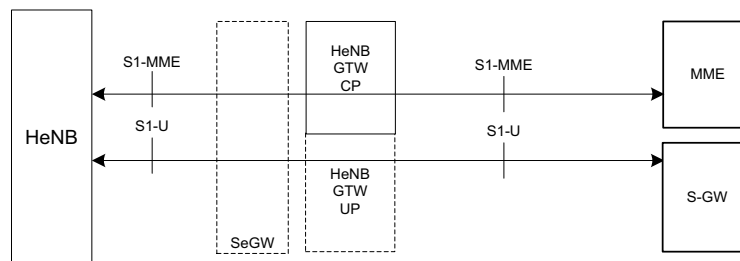 HeNB
S1-MME
S1-U
SeGW
HeNB
GTW
CP
HeNB
GTW
UP
S1-MME
S1-U
MME
S-GW